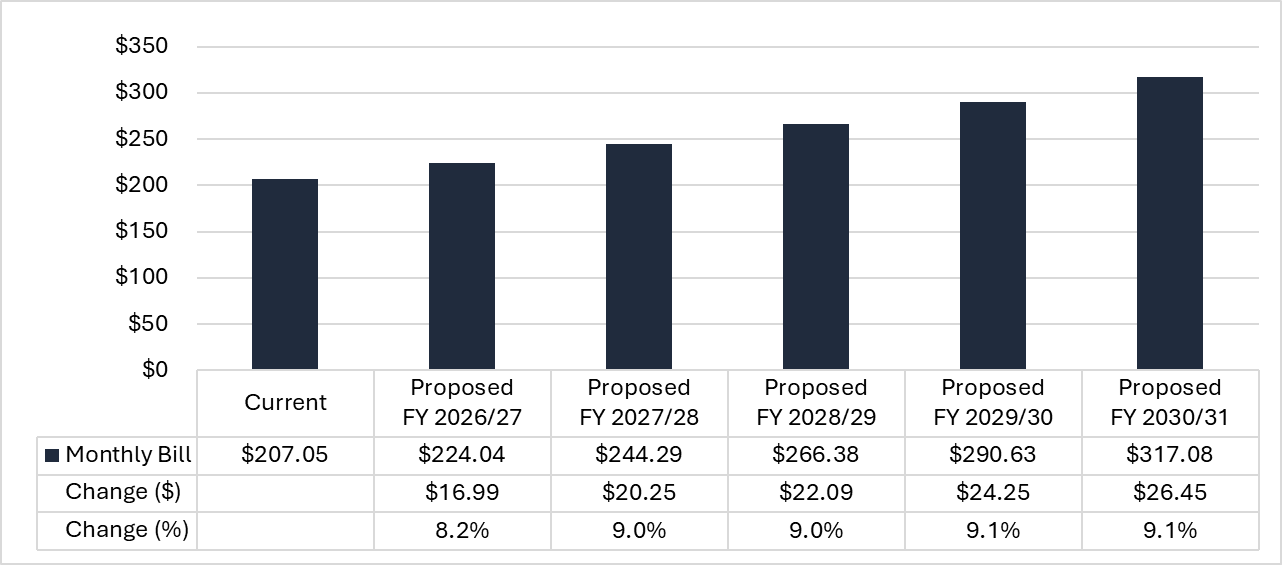 $350
$300
$250
$200
$150
$100
$50
$0
Current
Proposed
FY 2026/27
Proposed
FY 2027/28
Proposed
FY 2028/29
Proposed
FY 2029/30
Proposed
FY 2030/31
Monthly Bill $207.05 $224.04 $244.29 $266.38 $290.63 $317.08
Change ($) $16.99 $20.25 $22.09 $24.25 $26.45
Change (%) 8.2% 9.0% 9.0% 9.1% 9.1%